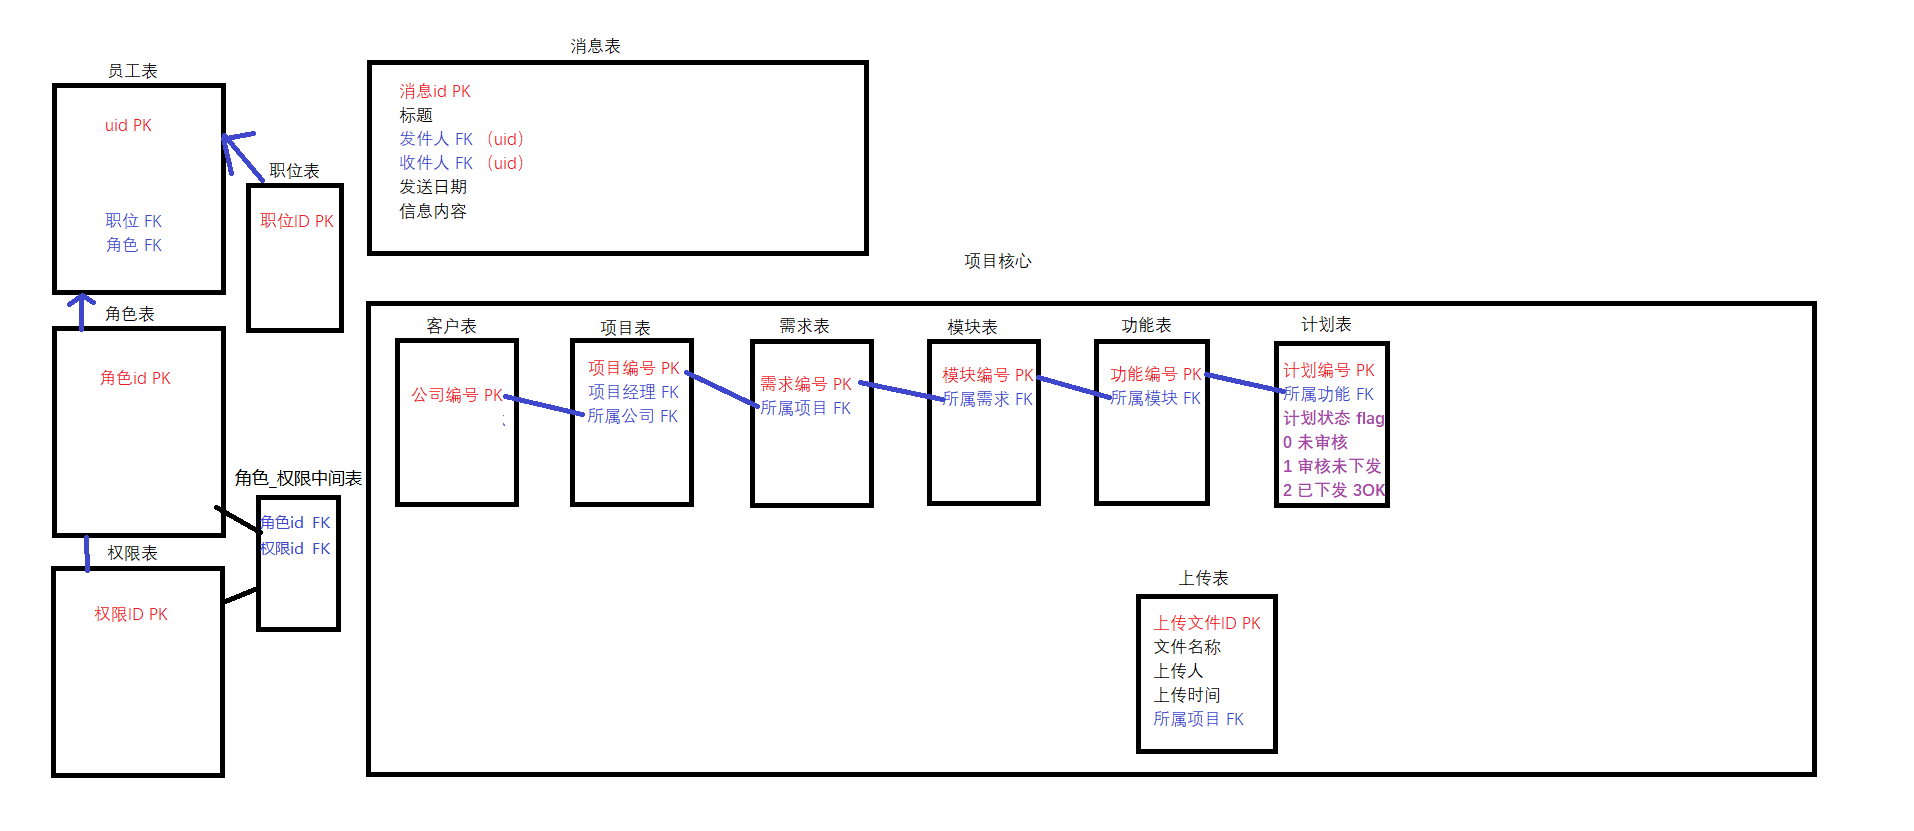 员工表
uid PK
职位 FK
角色 FK
职位表
职位ID PK
角色表
角色id PK
角色_权限中间表
角色id FK
权限id FK
权限表
权限ID PK
消息表
消息id PK
标题
发件人 FK （uid）
收件人 FK （uid）
发送日期
信息内容
项目核心
客户表
公司编号 PK
、
项目表
项目编号 PK
项目经理 FK
所属公司 FK
需求表
需求编号 PK
所属项目 FK
模块表
模块编号 PK
所属需求 FK
功能表
功能编号 PK
所属模块 FK
计划表
计划编号 PK
所属功能 FK
计划状态 flag
0 未审核
1 审核未下发
2 已下发 3OK
上传表
上传文件ID PK
文件名称
上传人
上传时间
所属项目 FK